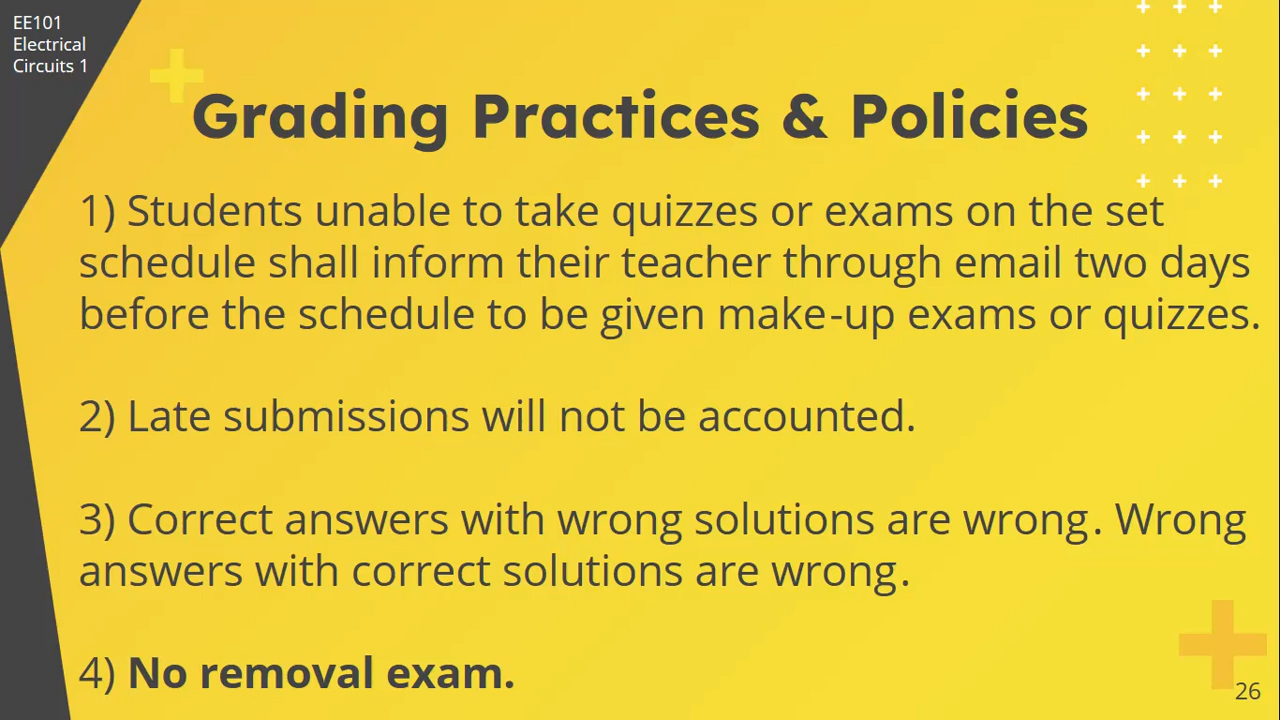 EE101
Electrical
Circuits 1
Grading Practices & Policies
1) Students unable to take quizzes or exams on the set
schedule shall inform their teacher through email two days
before the schedule to be given make-up exams or quizzes.
2) Late submissions will not be accounted.
3) Correct answers with wrong solutions are wrong. Wrong
answers with correct solutions are wrong.
4) No removal exam.
26